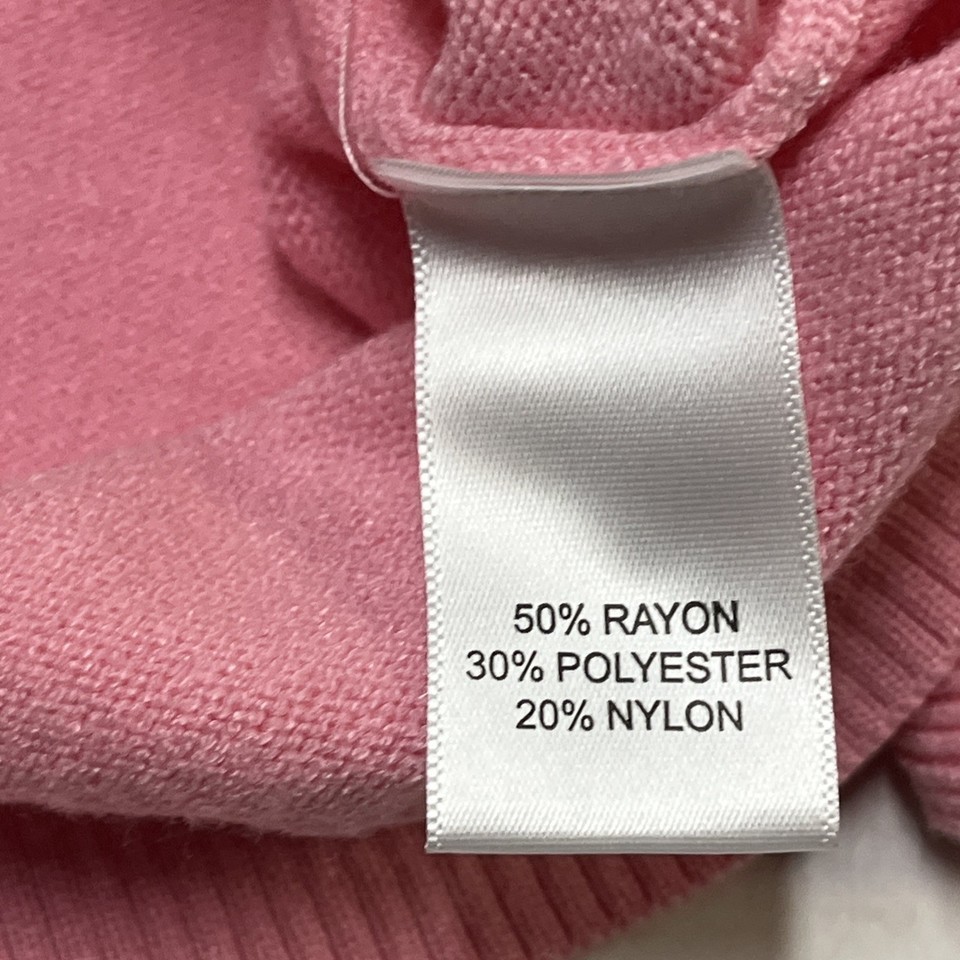 50% RAYON
30% POLYESTER
20% NYLON